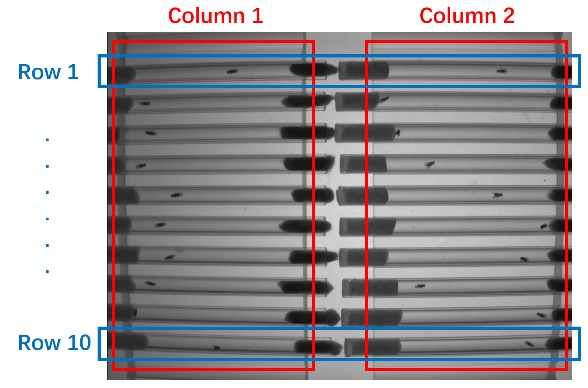 Column 1
Column 2
Row 1
.
.
.
.
.
.
Row 10